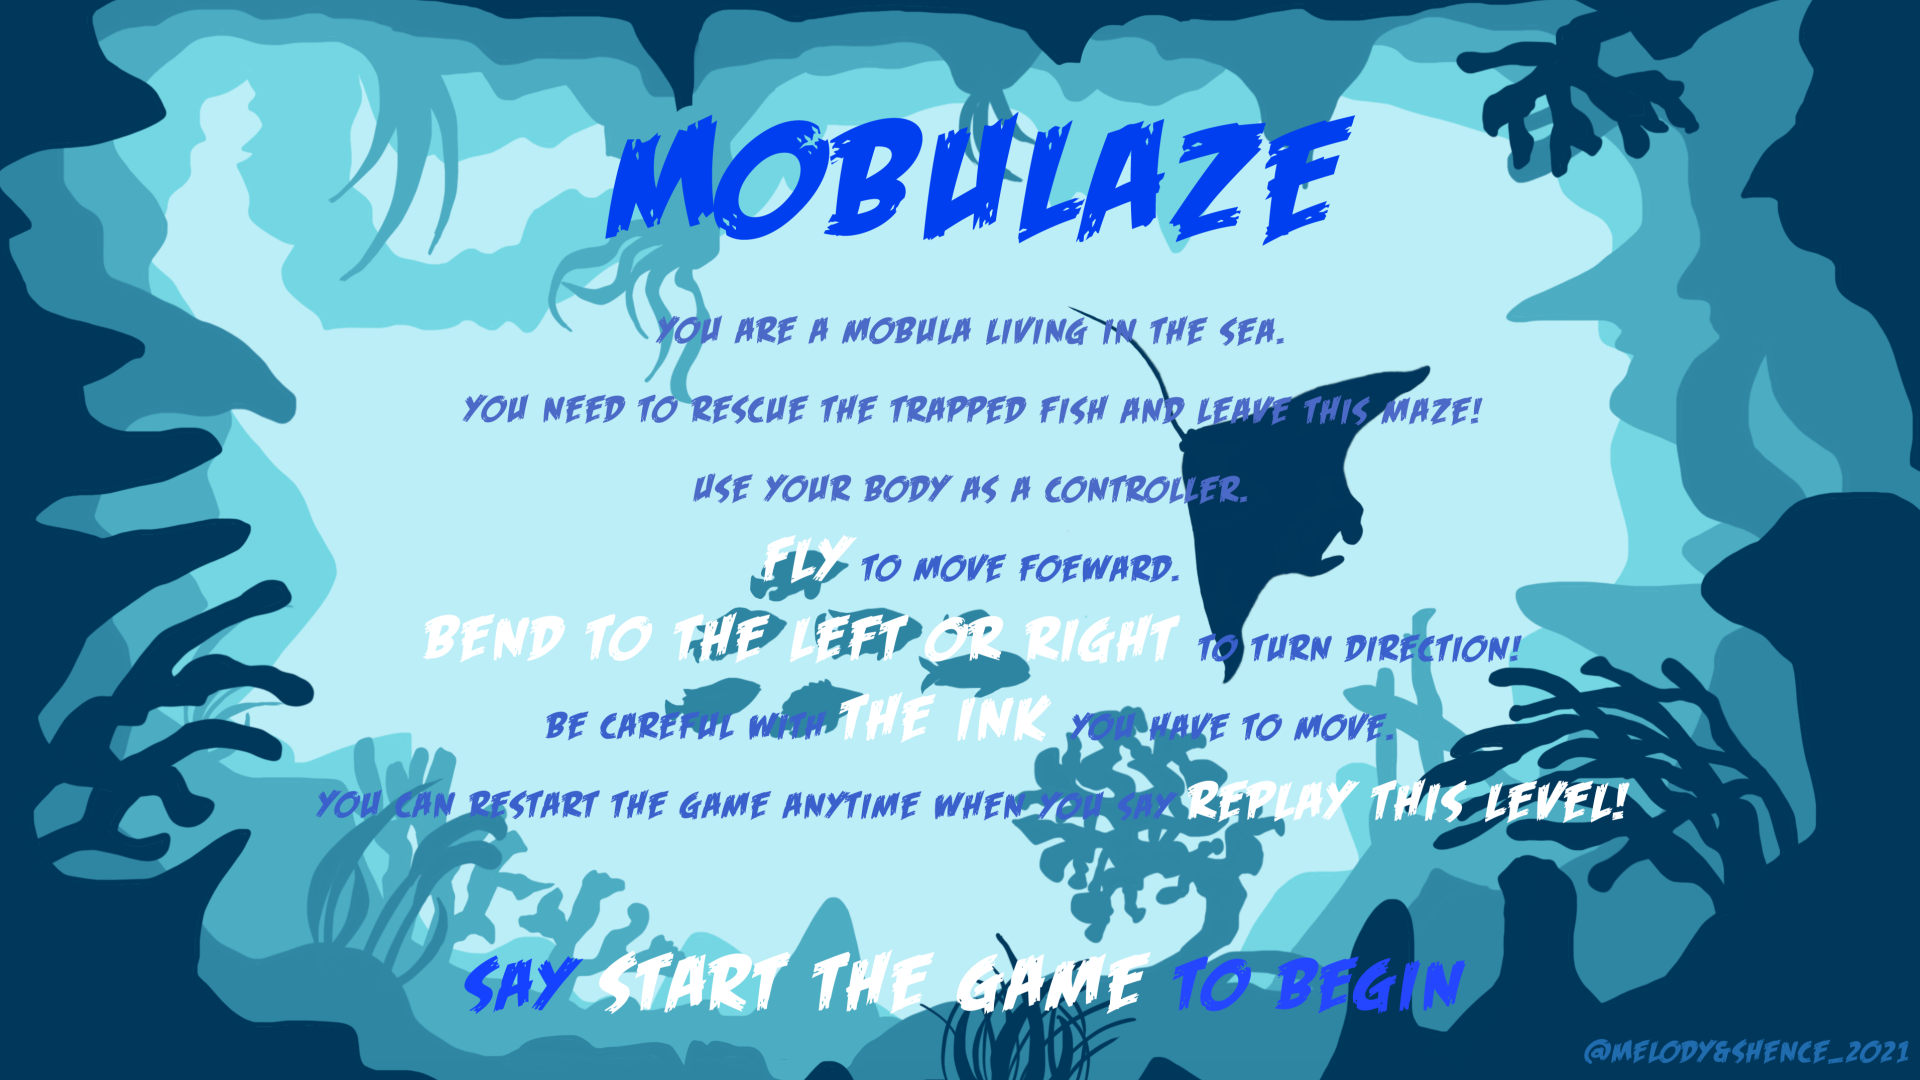 MOBULAZE
YOU ARE A MOBULA LIVING IN THE SEA.
YOU NEED TO RESCUE THE TRAPPED FISH AND LEAVE THIS MAZE!
USE YOUR BODY AS A CONTROLLER.
FLY TO MOVE FOEWARD.
BEND TO THE LEFT OR RIGHT TO TURN DIRECTION!
BE CAREFUL WITH THE INK YOU HAVE TO MOVE.
YOU CAN RESTART THE GAME ANYTIME WHEN YOU SAY REPLAY THIS LEVEL!
SAY START THE GAME TO BEGIN
@MELODY&SHENCE_2021